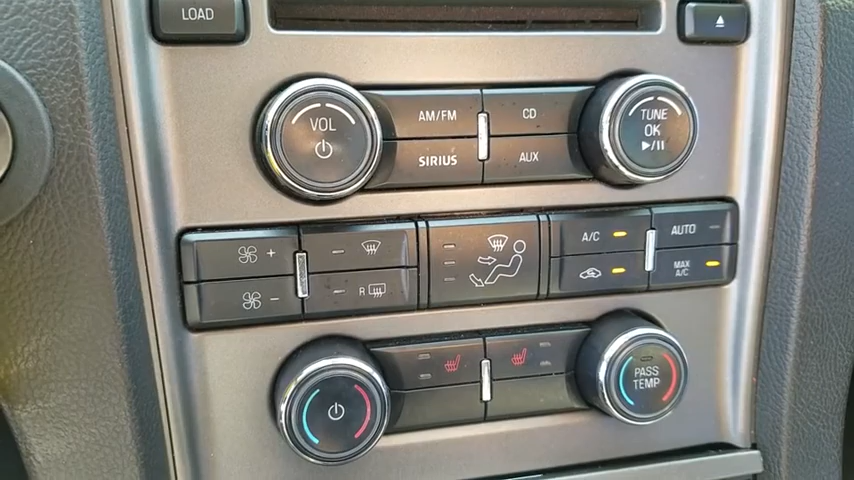 LOAD
VOL
AM/FM
CD
SIRIUS
AUX
TUNE
OK
+
A/C
AUTO
-
R
MAX
A/C
PASS
TEMP